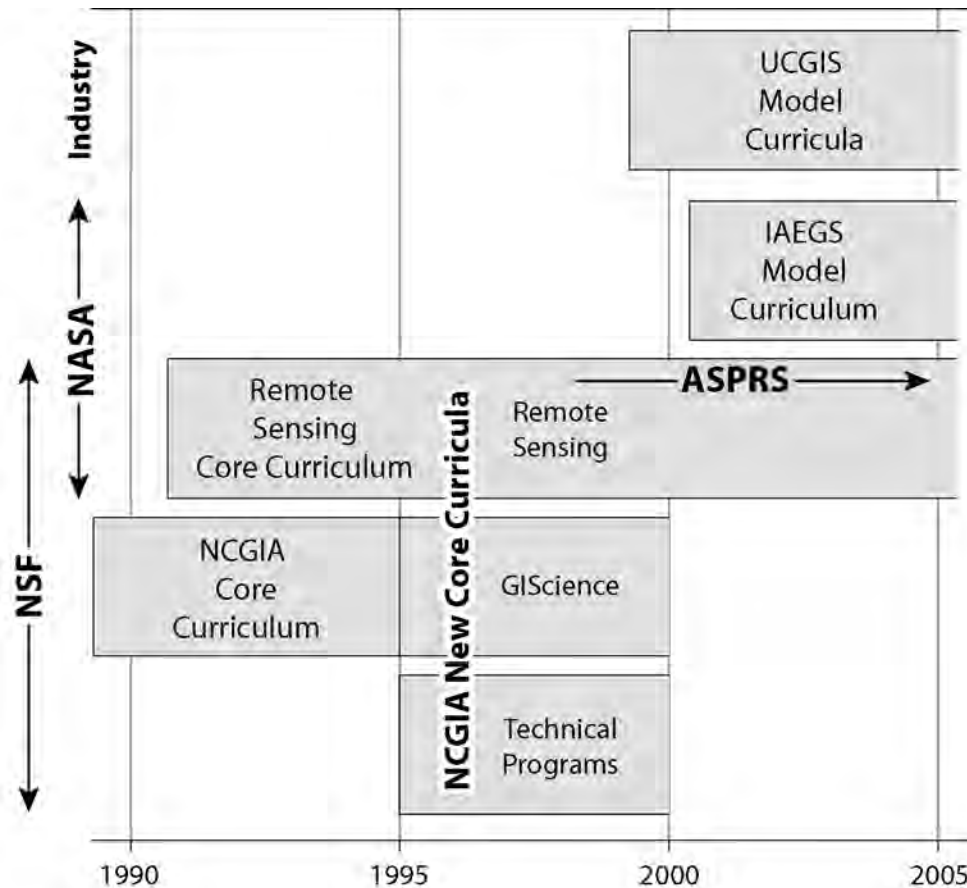 Industry
UCGIS
Model
Curricula
NASA
IAEGS
Model
Curriculum
ASPRS
NSF
Remote
Sensing
Core Curriculum
NCGIA New Core Curricula
Remote
Sensing
NCGIA
Core
Curriculum
GIScience
Technical
Programs
1990
1995
2000
2005